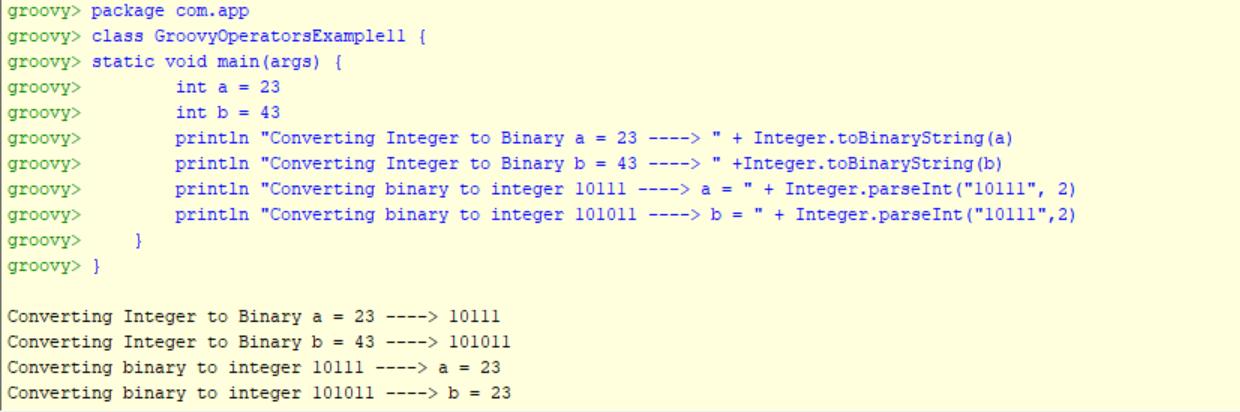 groovy> package com.app
groovy> class GroovyOperatorsExample11 {
groovy> static void main(args) {
groovy>         int a = 23
groovy>         int b = 43
groovy>         println "Converting Integer to Binary a = 23 ----> " + Integer.toBinaryString(a)
groovy>         println "Converting Integer to Binary b = 43 ----> " +Integer.toBinaryString(b)
groovy>         println "Converting binary to integer 10111 ----> a = " + Integer.parseInt("10111", 2)
groovy>         println "Converting binary to integer 101011 ----> b = " + Integer.parseInt("10111",2)
groovy>     }
groovy> }
Converting Integer to Binary a = 23 ----> 10111
Converting Integer to Binary b = 43 ----> 101011
Converting binary to integer 10111 ----> a = 23
Converting binary to integer 101011 ----> b = 23